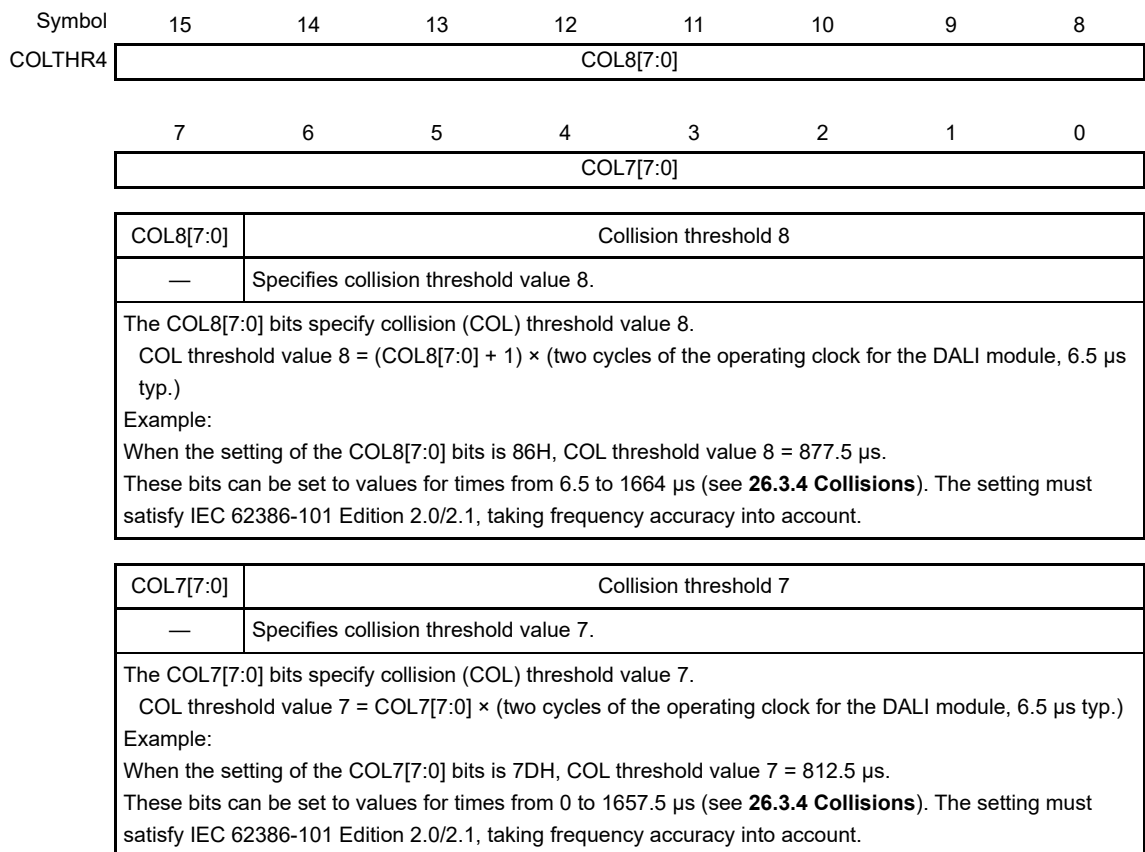 Symbol 15 14 13 12 11 10 9 8
COLTHR4 COL8[7:0]
7 6 5 4 3 2 1 0
COL7[7:0]
COL8[7:0] Collision threshold 8
— Specifies collision threshold value 8.
The COL8[7:0] bits specify collision (COL) threshold value 8.
COL threshold value 8 = (COL8[7:0] + 1) × (two cycles of the operating clock for the DALI module, 6.5 μs
typ.)
Example:
When the setting of the COL8[7:0] bits is 86H, COL threshold value 8 = 877.5 μs.
These bits can be set to values for times from 6.5 to 1664 μs (see 26.3.4 Collisions). The setting must
satisfy IEC 62386-101 Edition 2.0/2.1, taking frequency accuracy into account.
COL7[7:0] Collision threshold 7
— Specifies collision threshold value 7.
The COL7[7:0] bits specify collision (COL) threshold value 7.
COL threshold value 7 = COL7[7:0] × (two cycles of the operating clock for the DALI module, 6.5 μs typ.)
Example:
When the setting of the COL7[7:0] bits is 7DH, COL threshold value 7 = 812.5 μs.
These bits can be set to values for times from 0 to 1657.5 μs (see 26.3.4 Collisions). The setting must
satisfy IEC 62386-101 Edition 2.0/2.1, taking frequency accuracy into account.